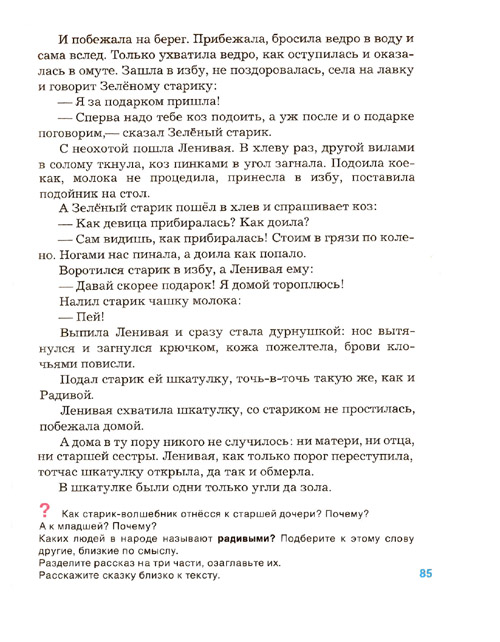 И побежала на берег. Прибежала, бросила ведро в воду и
сама вслед. Только ухватила ведро, как оступилась и оказа-
лась в омуте. Зашла в избу, не поздоровалась, села на лавку
и говорит Зелёному старику:
— Я за подарком пришла!
— Сперва надо тебе коз подоить, а уж после и о подарке
поговорим,— сказал Зелёный старик.
С неохотой пошла Ленивая. В хлеву раз, другой вилами
в солому ткнула, коз пинками в угол загнала. Подоила кое-
как, молока не процедила, принесла в избу, поставила
подойник на стол.
А Зелёный старик пошёл в хлев и спрашивает коз:
— Как девица прибиралась? Как доила?
— Сам видишь, как прибиралась! Стоим в грязи по коле-
но. Ногами нас пинала, а доила как попало.
Воротился старик в избу, а Ленивая ему:
— Давай скорее подарок! Я домой тороплюсь!
Налил старик чашку молока:
— Пей!
Выпила Ленивая и сразу стала дурнушкой: нос вытя-
нулся и загнулся крючком, кожа пожелтела, брови кло-
чьями повисли.
Подал старик ей шкатулку, точь-в-точь такую же, как и
Радивой.
Ленивая схватила шкатулку, со стариком не простилась,
побежала домой.
А дома в ту пору никого не случилось: ни матери, ни отца,
ни старшей сестры. Ленивая, как только порог переступила,
тотчас шкатулку открыла, да так и обмерла.
В шкатулке были одни только угли да зола.
? Как старик-волшебник отнёсся к старшей дочери? Почему?
А к младшей? Почему?
Каких людей в народе называют радивыми? Подберите к этому слову
другие, близкие по смыслу.
Разделите рассказ на три части, озаглавьте их.
Расскажите сказку близко к тексту.
85